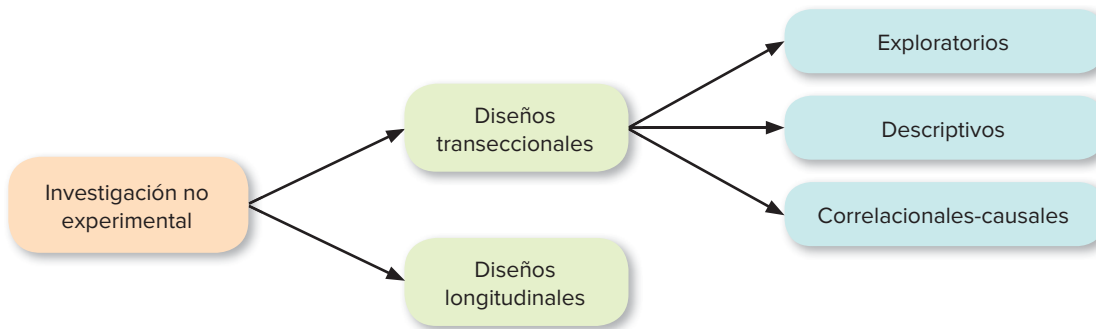 Investigación no
experimental
Diseños
transeccionales
Diseños
longitudinales
Exploratorios
Descriptivos
Correlacionales-causales